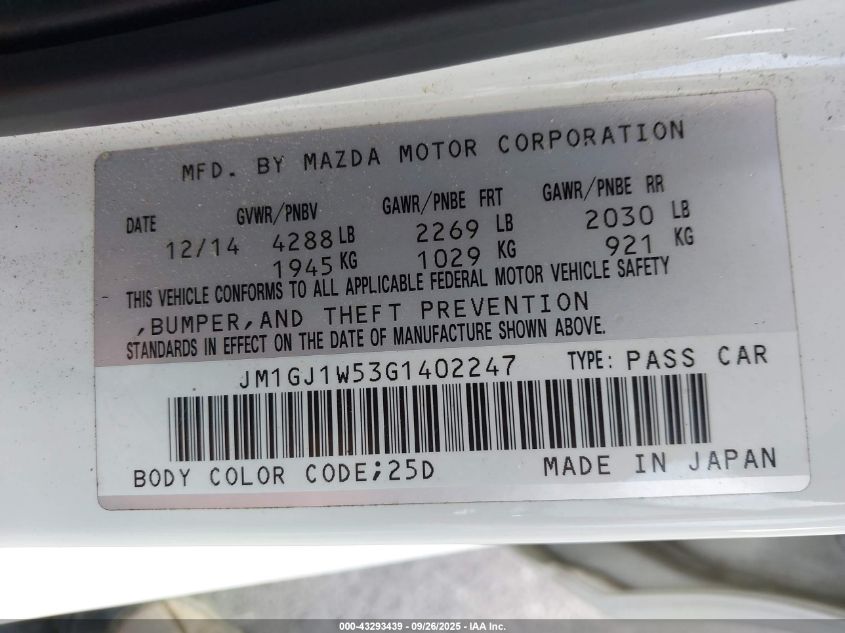 MFD. BY MAZDA MOTOR CORPORATION
DATE GVWR/PNBV GAWR/PNBE FRT GAWR/PNBE RR
12/14 4288 LB 2269 LB 2030 LB
1945 KG 1029 KG 921 KG
THIS VEHICLE CONFORMS TO ALL APPLICABLE FEDERAL MOTOR VEHICLE SAFETY
,BUMPER,AND THEFT PREVENTION
STANDARDS IN EFFECT ON THE DATE OF MANUFACTURE SHOWN ABOVE.
JM1GJ1W53G1402247 TYPE: PASS CAR
BODY COLOR CODE;25D MADE IN JAPAN
000-43293439 - 09/26/2025 - IAA Inc.